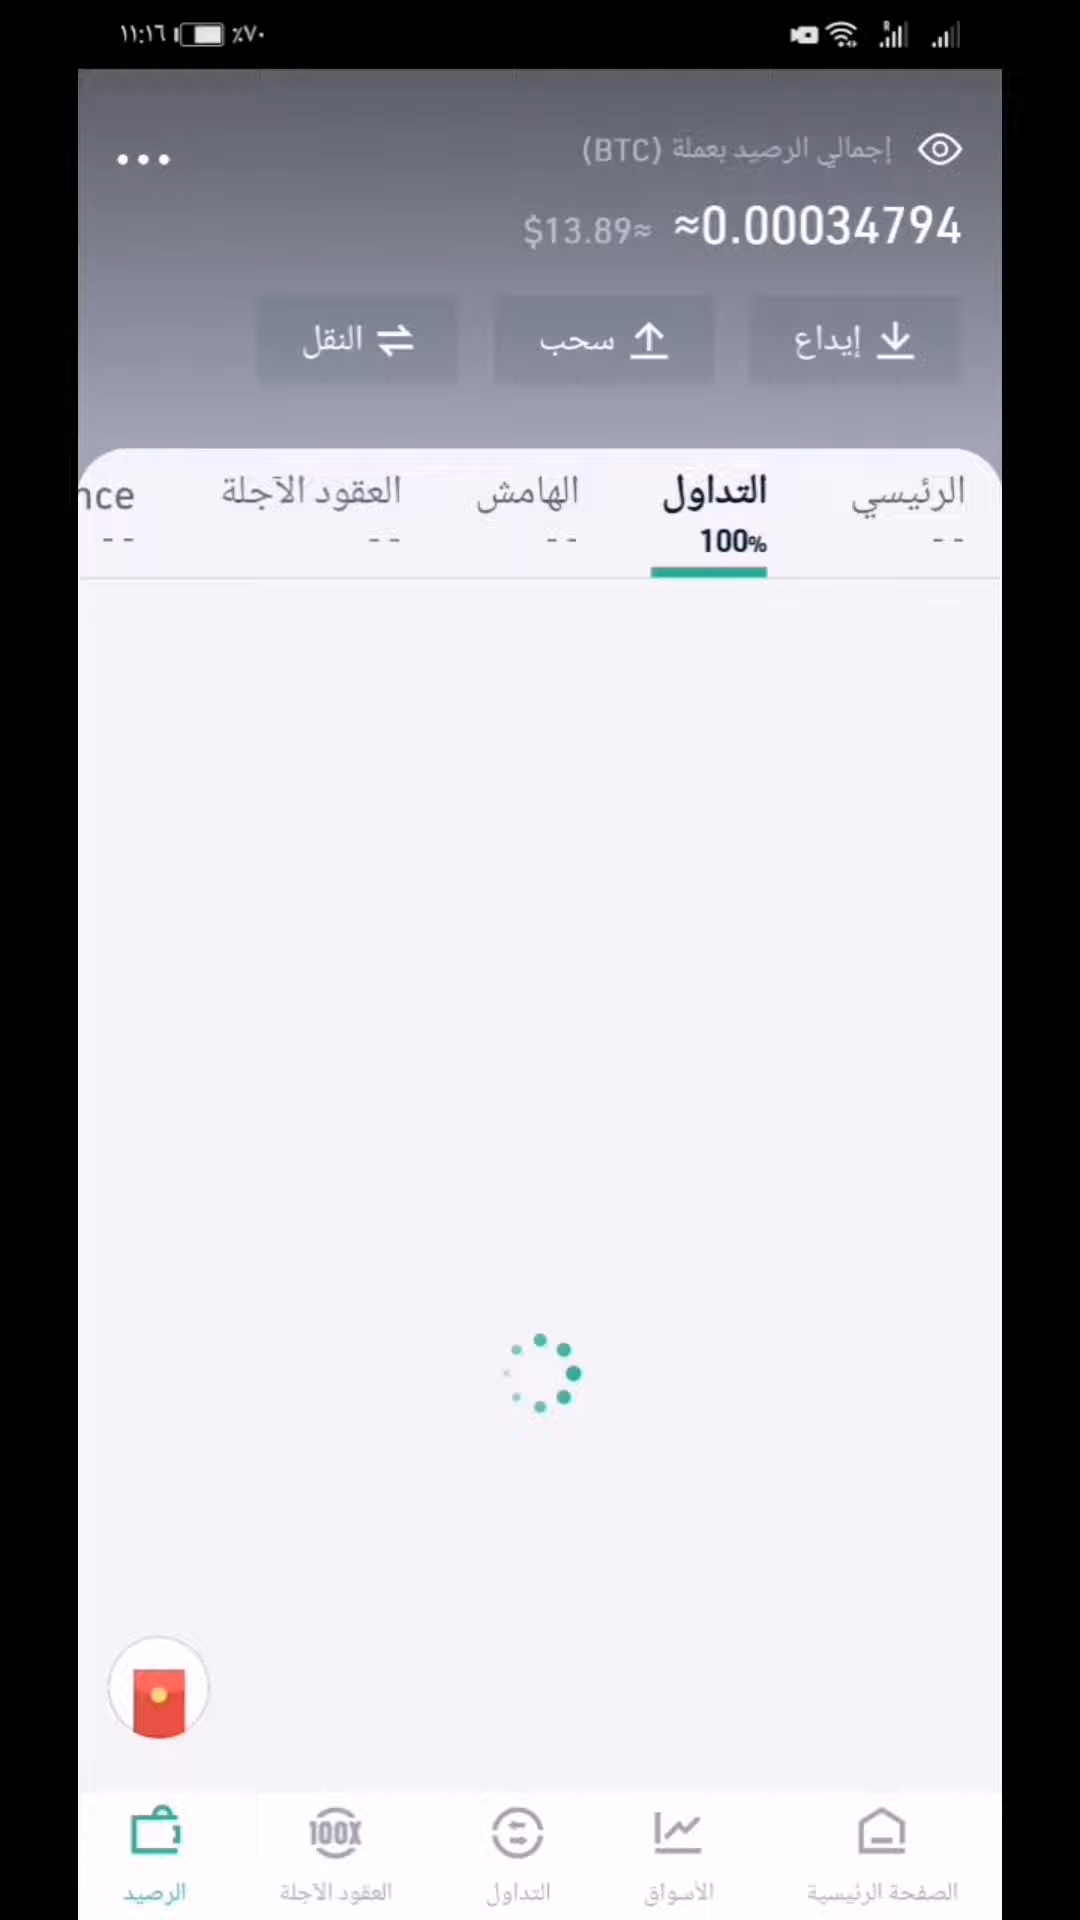 ١١:١٦ ٪٧٠
إجمالي الرصيد بعملة (BTC)
≈0.00034794 ≈$13.89
إيداع سحب النقل
الرئيسي التداول الهامش العقود الآجلة nce
-- 100% -- -- --
100X
الصفحة الرئيسية الأسواق التداول العقود الآجلة الرصيد